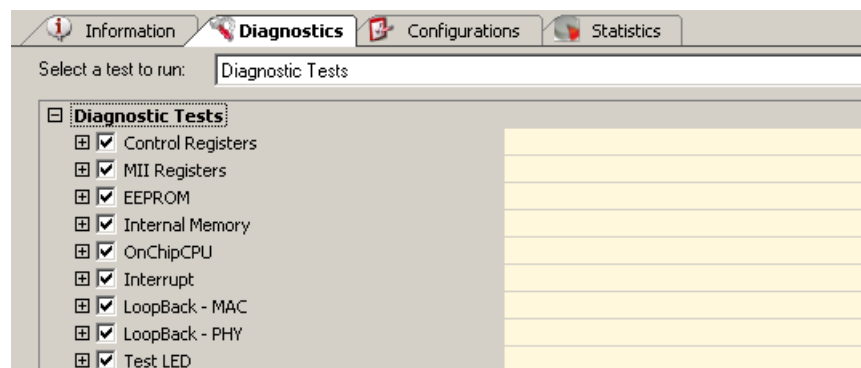 Information Diagnostics Configurations Statistics
Select a test to run: Diagnostic Tests
Diagnostic Tests
Control Registers
MII Registers
EEPROM
Internal Memory
OnChipCPU
Interrupt
LoopBack - MAC
LoopBack - PHY
Test LED